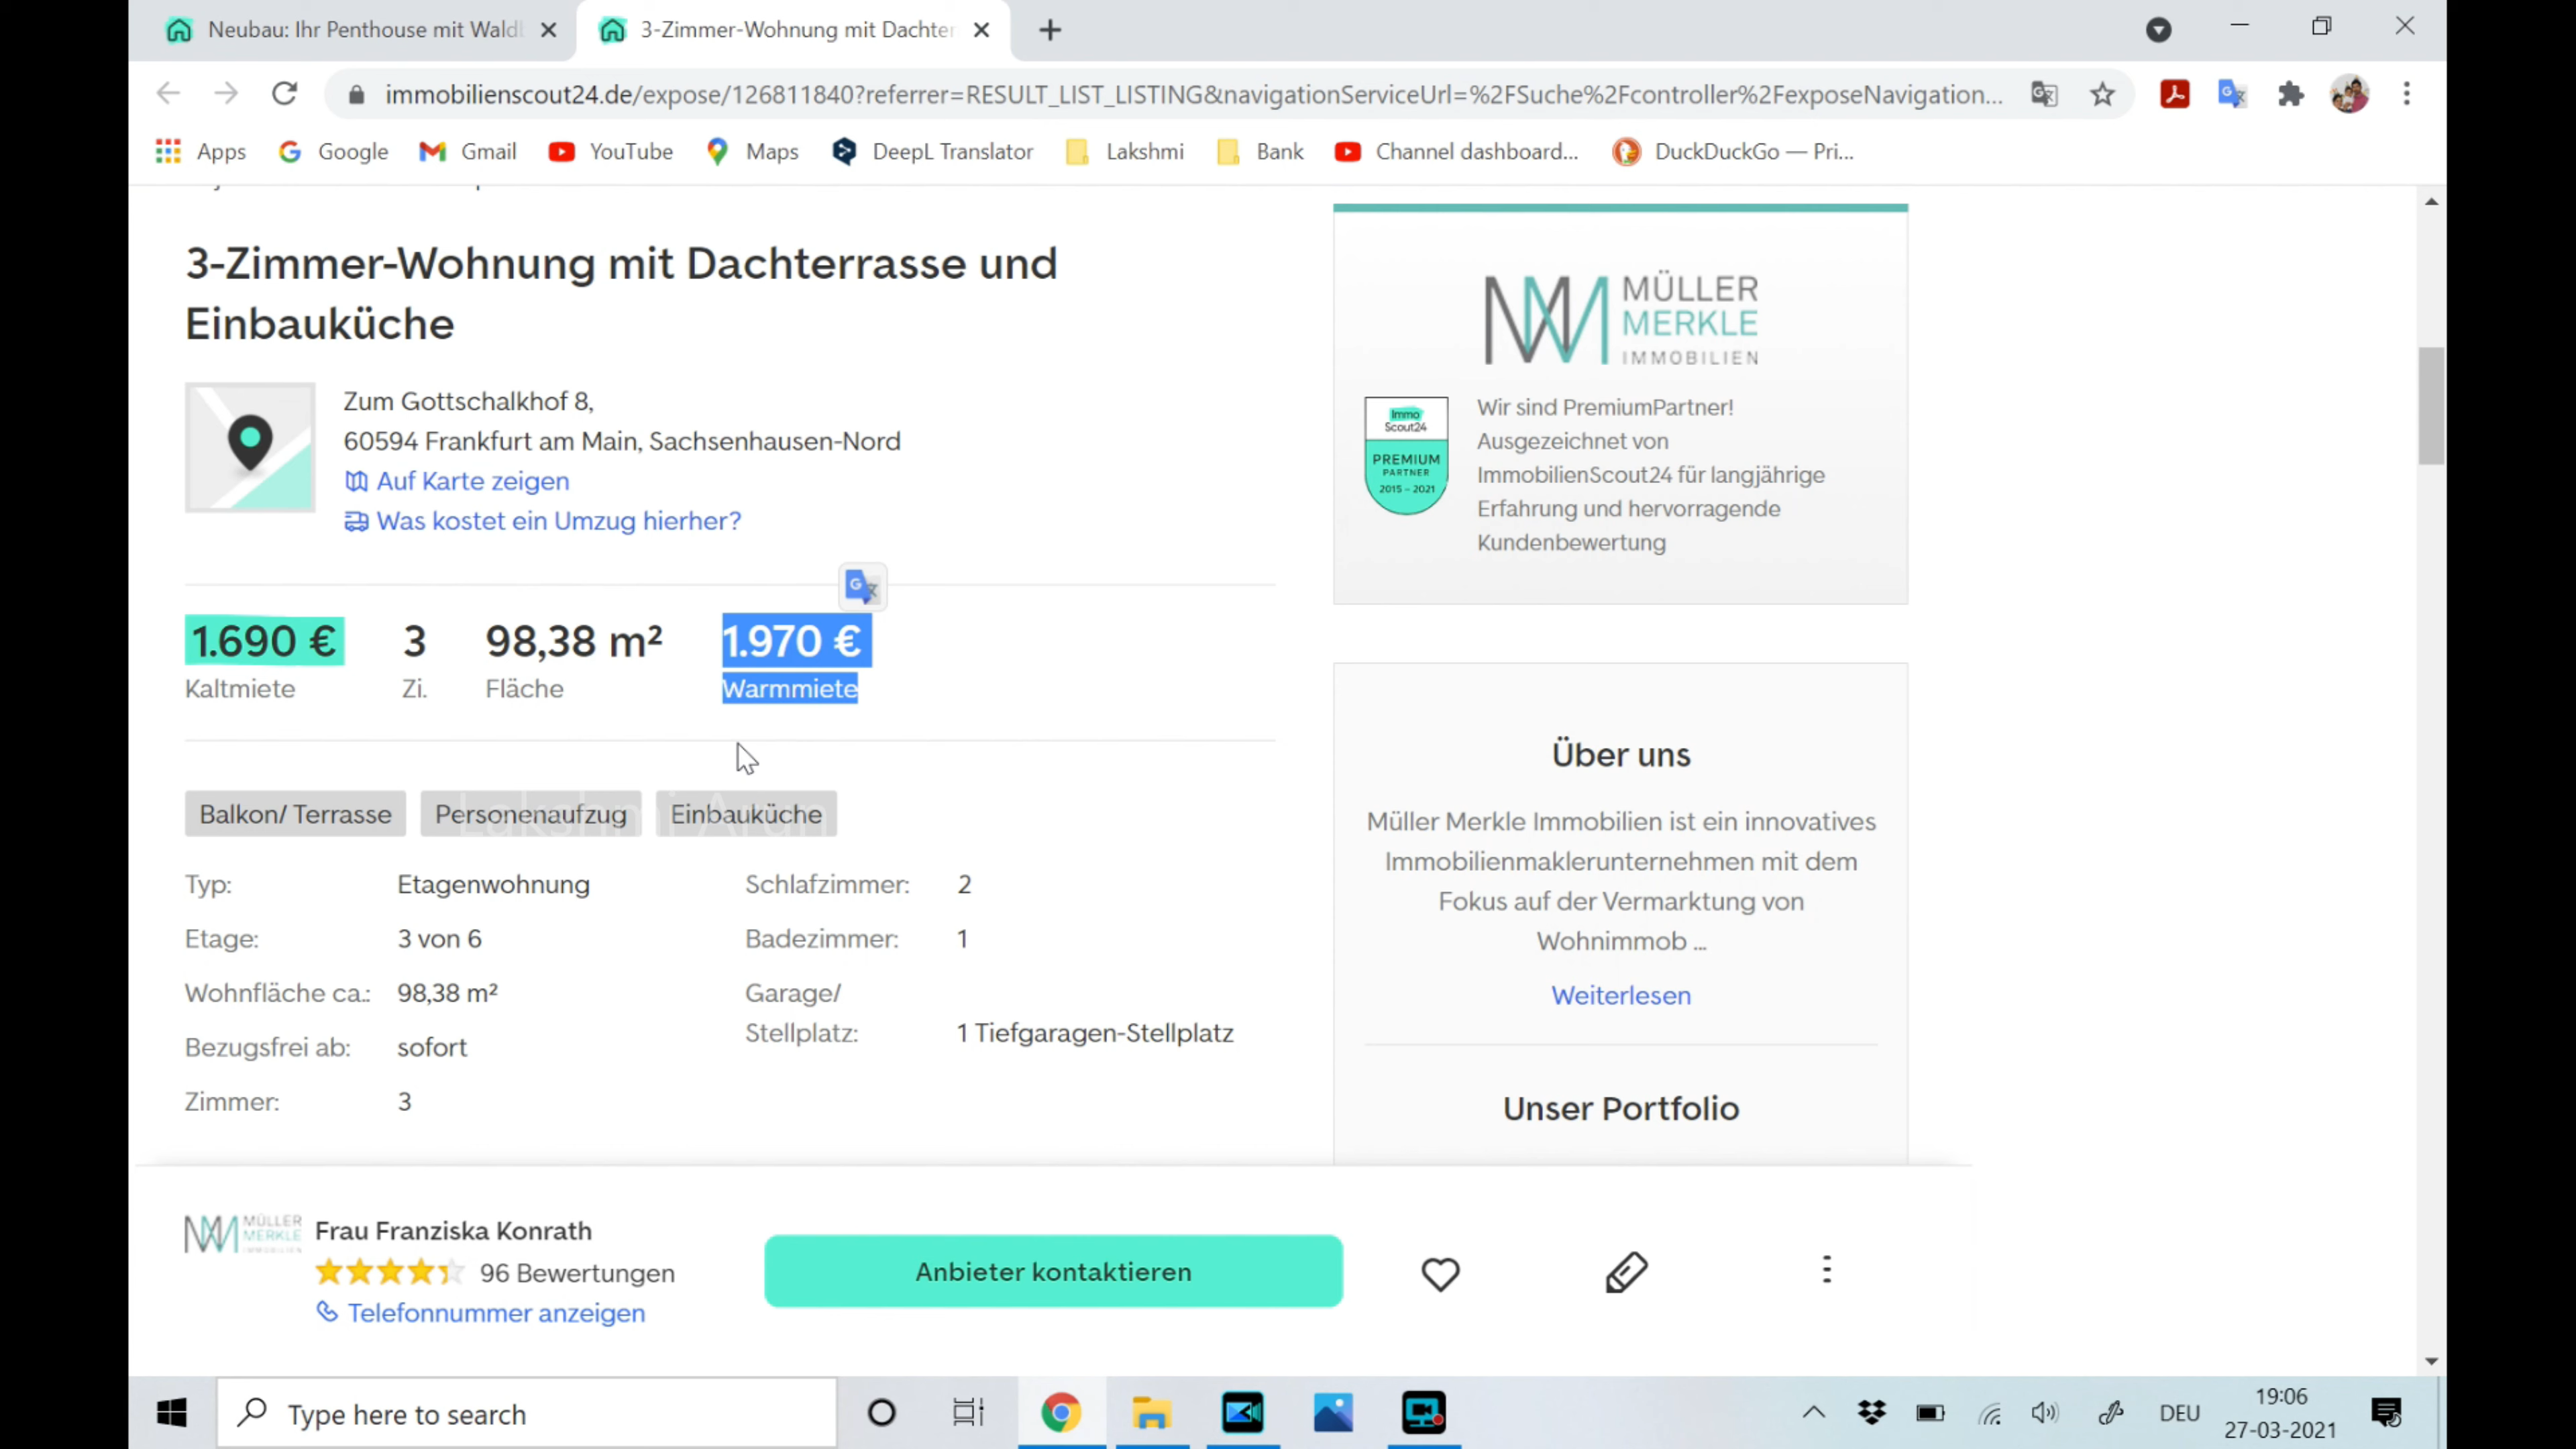 Neubau: Ihr Penthouse mit Wald
3-Zimmer-Wohnung mit Dachter
immobilienscout24.de/expose/126811840?referrer=RESULT_LIST_LISTING&navigationServiceUrl=%2FSuche%2Fcontroller%2FexposeNavigation...
Apps Google Gmail YouTube Maps DeepL Translator Lakshmi Bank Channel dashboard... DuckDuckGo — Pri...
3-Zimmer-Wohnung mit Dachterrasse und
Einbauküche
Zum Gottschalkhof 8,
60594 Frankfurt am Main, Sachsenhausen-Nord
Auf Karte zeigen
Was kostet ein Umzug hierher?
1.690 € 3 98,38 m² 1.970 €
Kaltmiete Zi. Fläche Warmmiete
Balkon/ Terrasse Personenaufzug Einbauküche
Lakshmi Arun
Typ: Etagenwohnung
Etage: 3 von 6
Wohnfläche ca.: 98,38 m²
Bezugsfrei ab: sofort
Zimmer: 3
Schlafzimmer: 2
Badezimmer: 1
Garage/
Stellplatz: 1 Tiefgaragen-Stellplatz
MÜLLER
MERKLE
IMMOBILIEN
Immo
Scout24
PREMIUM
PARTNER
2015 – 2021
Wir sind PremiumPartner!
Ausgezeichnet von
ImmobilienScout24 für langjährige
Erfahrung und hervorragende
Kundenbewertung
Über uns
Müller Merkle Immobilien ist ein innovatives
Immobilienmaklerunternehmen mit dem
Fokus auf der Vermarktung von
Wohnimmob ...
Weiterlesen
Unser Portfolio
MÜLLER
MERKLE
IMMOBILIEN
Frau Franziska Konrath
96 Bewertungen
Telefonnummer anzeigen
Anbieter kontaktieren
Type here to search
DEU
19:06
27-03-2021